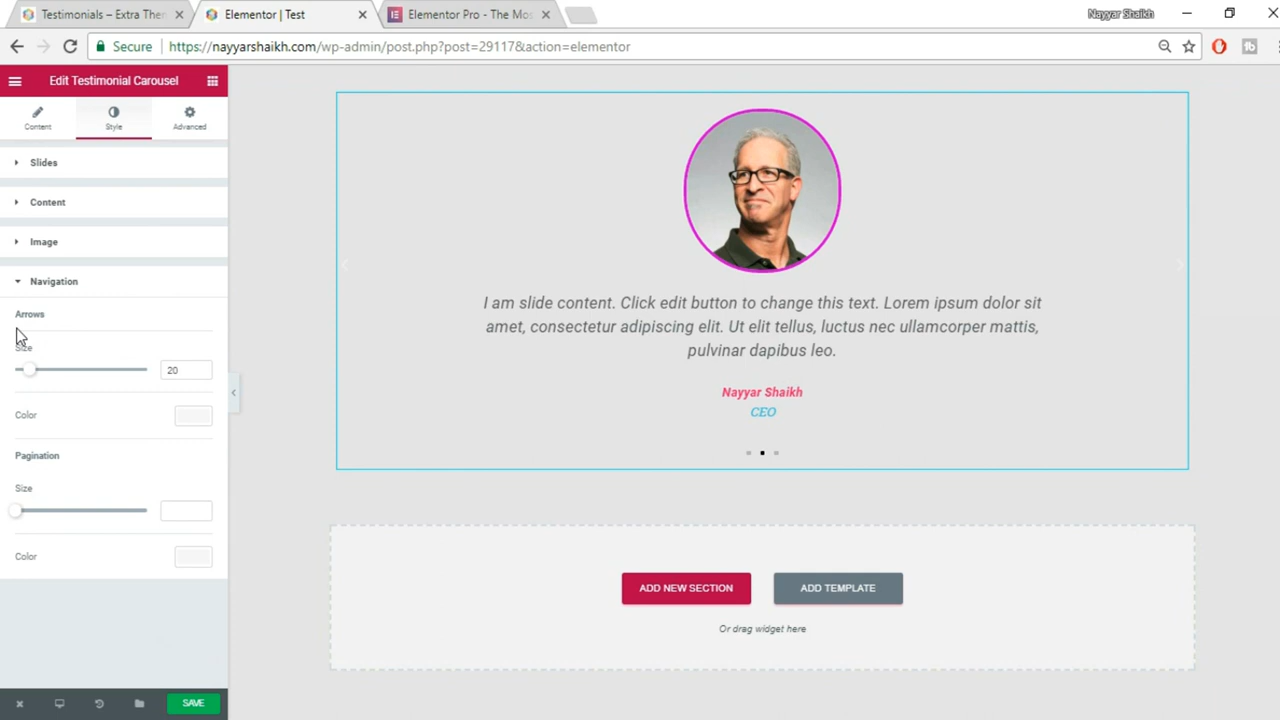 Testimonials – Extra Then
Elementor | Test
Elementor Pro - The Mos
Nayyar Shaikh
Secure
https://nayyarshaikh.com/wp-admin/post.php?post=29117&action=elementor
Edit Testimonial Carousel
Content
Style
Advanced
Slides
Content
Image
Navigation
Arrows
Size
20
Color
Pagination
Size
Color
SAVE
I am slide content. Click edit button to change this text. Lorem ipsum dolor sit
amet, consectetur adipiscing elit. Ut elit tellus, luctus nec ullamcorper mattis,
pulvinar dapibus leo.
Nayyar Shaikh
CEO
ADD NEW SECTION
ADD TEMPLATE
Or drag widget here